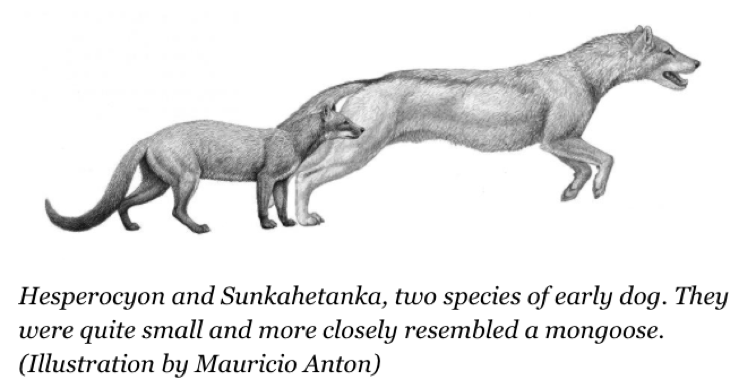 Hesperocyon and Sunkahetanka, two species of early dog. They
were quite small and more closely resembled a mongoose.
(Illustration by Mauricio Anton)